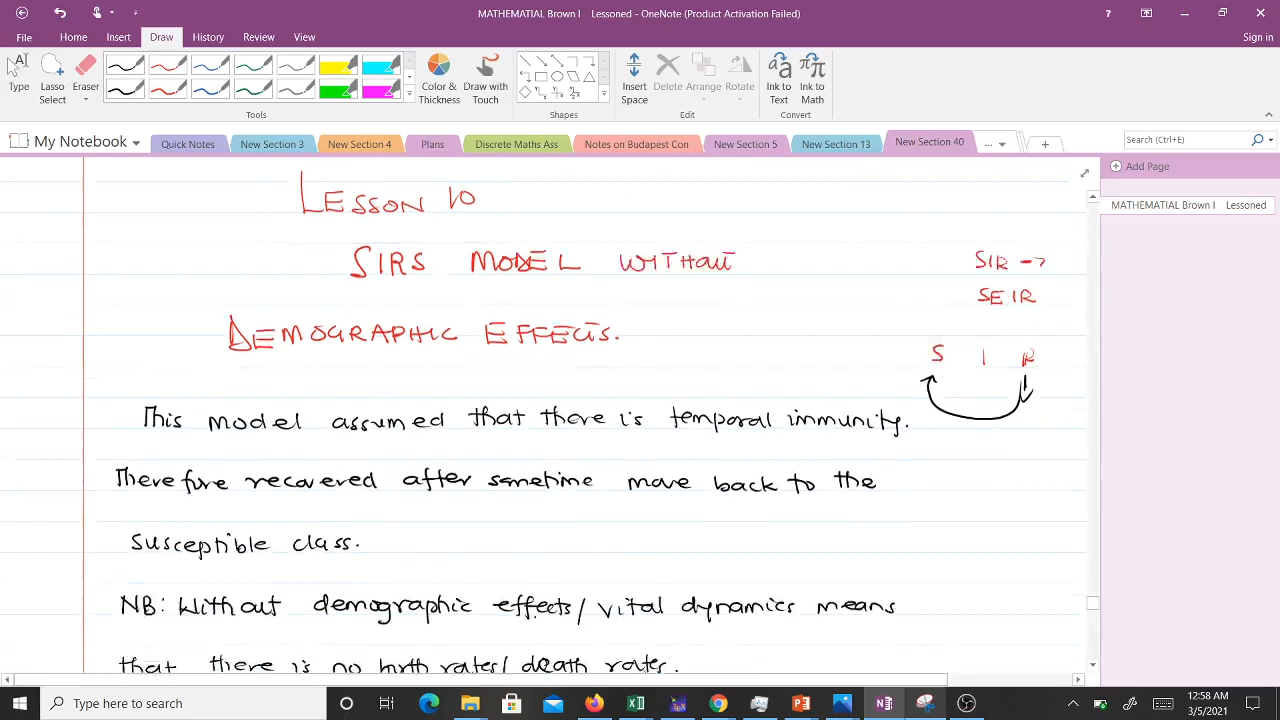 MATHEMATIAL Brown I    Lessoned - OneNote (Product Activation Failed)
File Home Insert Draw History Review View Sign in
Type Lasso Select Eraser Color & Thickness Draw with Touch Insert Space Delete Arrange Rotate Ink to Text Ink to Math
Tools Shapes Edit Convert
My Notebook Quick Notes New Section 3 New Section 4 Plans Discrete Maths Ass Notes on Budapest Con New Section 5 New Section 13 New Section 40 ... Search (Ctrl+E)
Add Page
MATHEMATIAL Brown I    Lessoned
LESSON 10
SIRS MODEL WITHOUT
SIR →
SEIR
DEMOGRAPHIC EFFECTS.
S I R
This model assumed that there is temporal immunity.
Therefore recovered after sometime move back to the
susceptible class.
NB: Without demographic effects/ vital dynamics means
that there is no birth rates/ death rates.
Type here to search
12:58 AM
3/5/2021